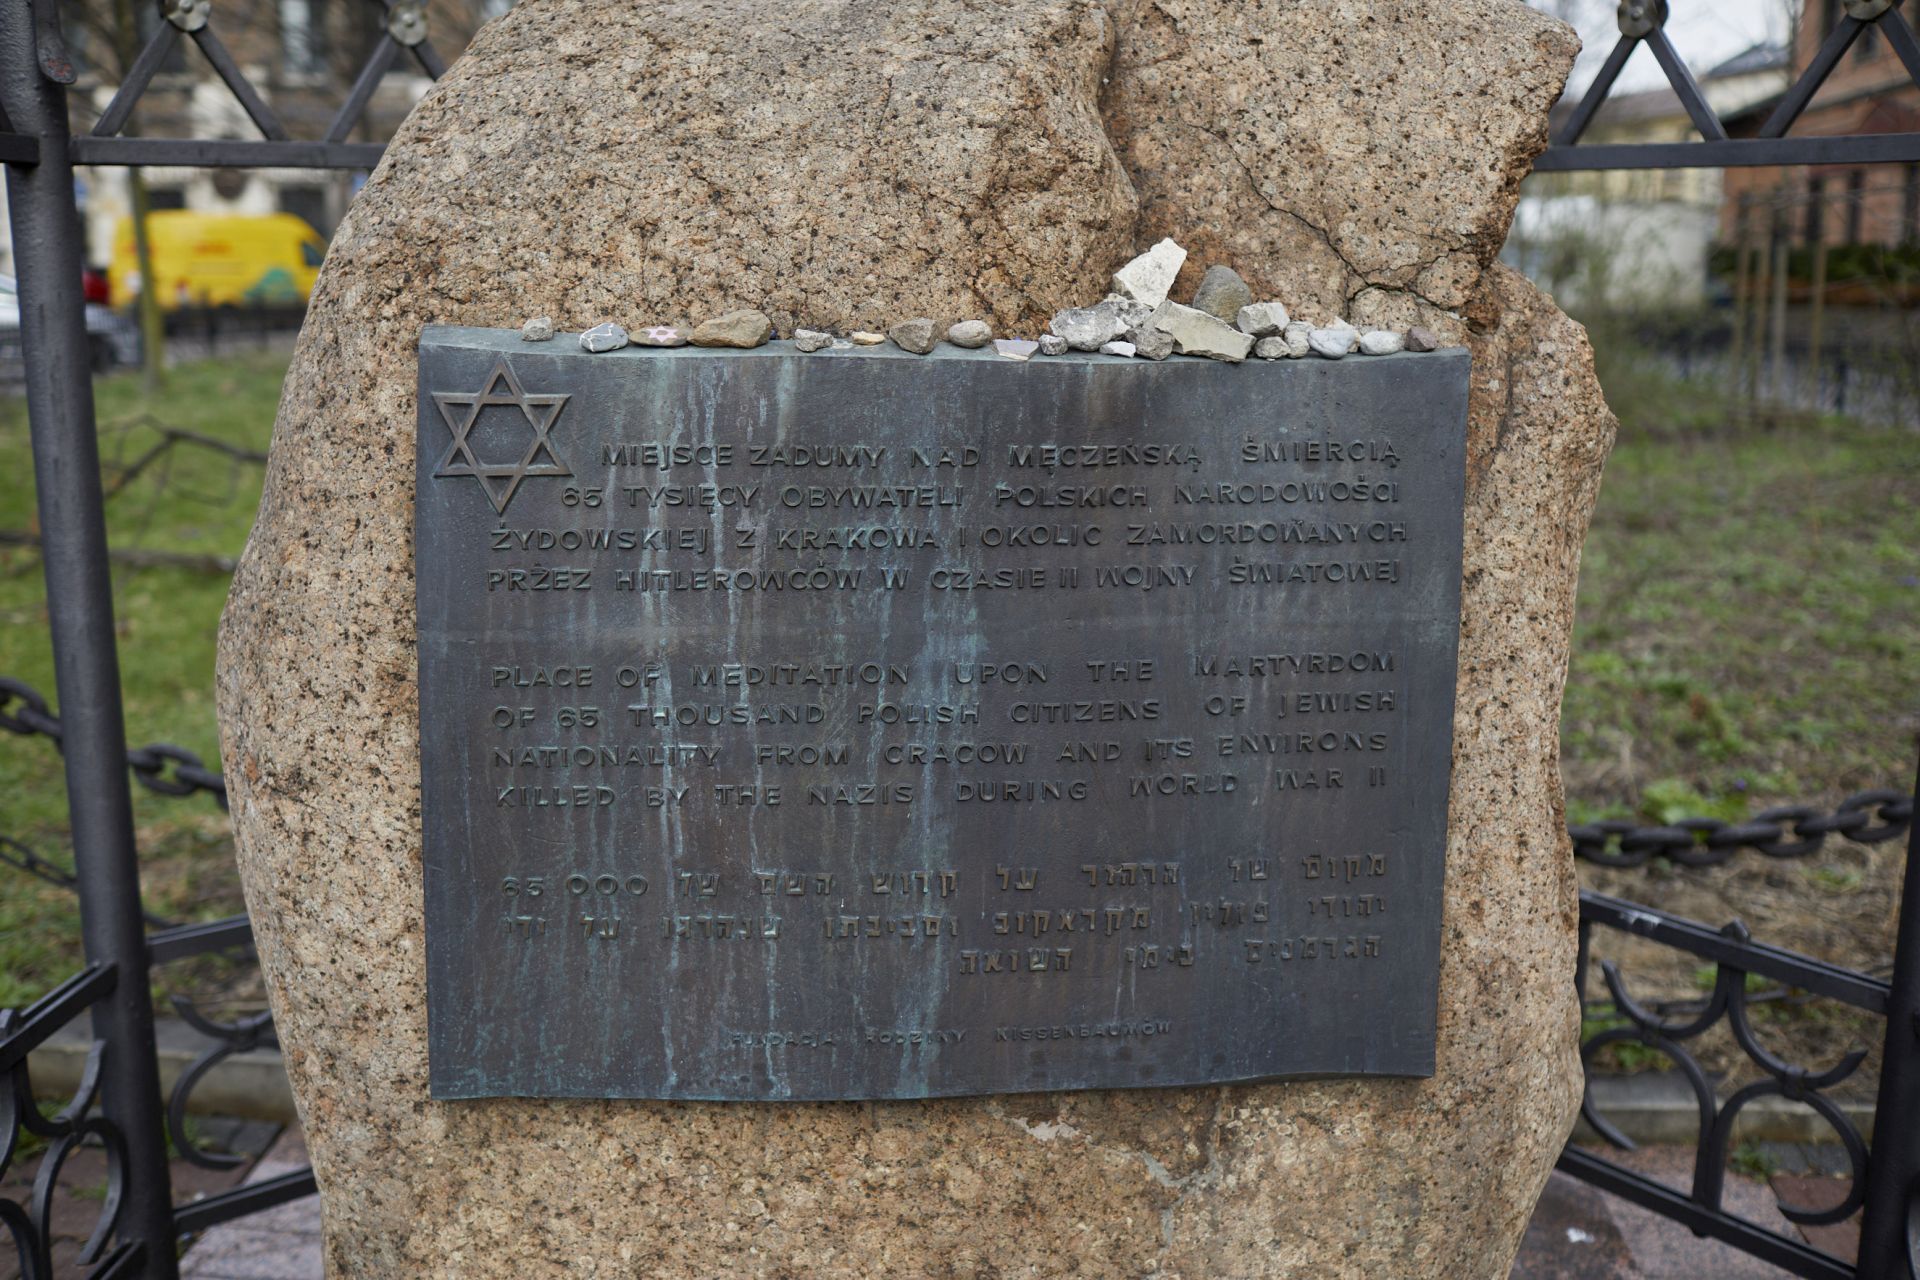 MIEJSCE ZADUMY NAD MĘCZEŃSKĄ ŚMIERCIĄ
65 TYSIĘCY OBYWATELI POLSKICH NARODOWOŚCI
ŻYDOWSKIEJ Z KRAKOWA I OKOLIC ZAMORDOWANYCH
PRZEZ HITLEROWCÓW W CZASIE II WOJNY ŚWIATOWEJ
PLACE OF MEDITATION UPON THE MARTYRDOM
OF 65 THOUSAND POLISH CITIZENS OF JEWISH
NATIONALITY FROM CRACOW AND ITS ENVIRONS
KILLED BY THE NAZIS DURING WORLD WAR II
מקום של הרהור על קדוש השם של 65 000
יהודי פולין מקראקוב וסביבתו שנהרגו על ידי
הגרמנים בימי השואה
FUNDACJA RODZINY NISSENBAUMÓW